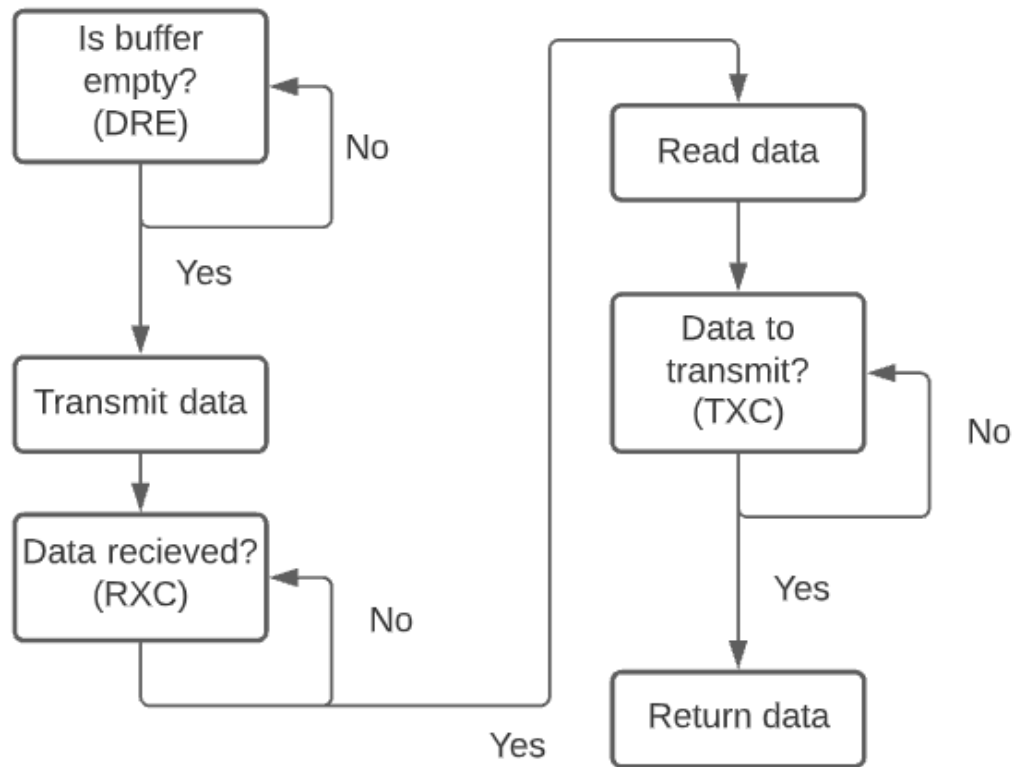 Is buffer
empty?
(DRE)
No
Yes
Transmit data
Data recieved?
(RXC)
No
Yes
Read data
Data to
transmit?
(TXC)
No
Yes
Return data